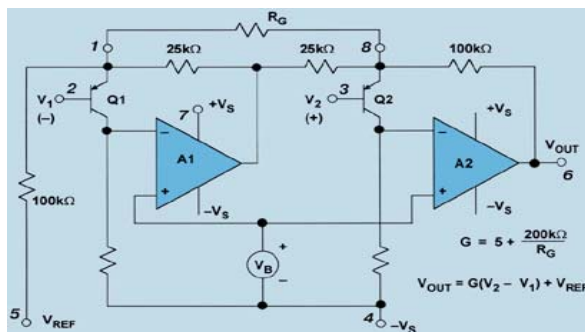 RG
1
8
25kΩ
25kΩ
100kΩ
V1
2
Q1
(–)
7
+VS
V2
3
Q2
(+)
+VS
A1
A2
VOUT
6
100kΩ
–VS
–VS
VB
+
–
G = 5 + 200kΩ / RG
5
VREF
4
–VS
VOUT = G(V2 – V1) + VREF